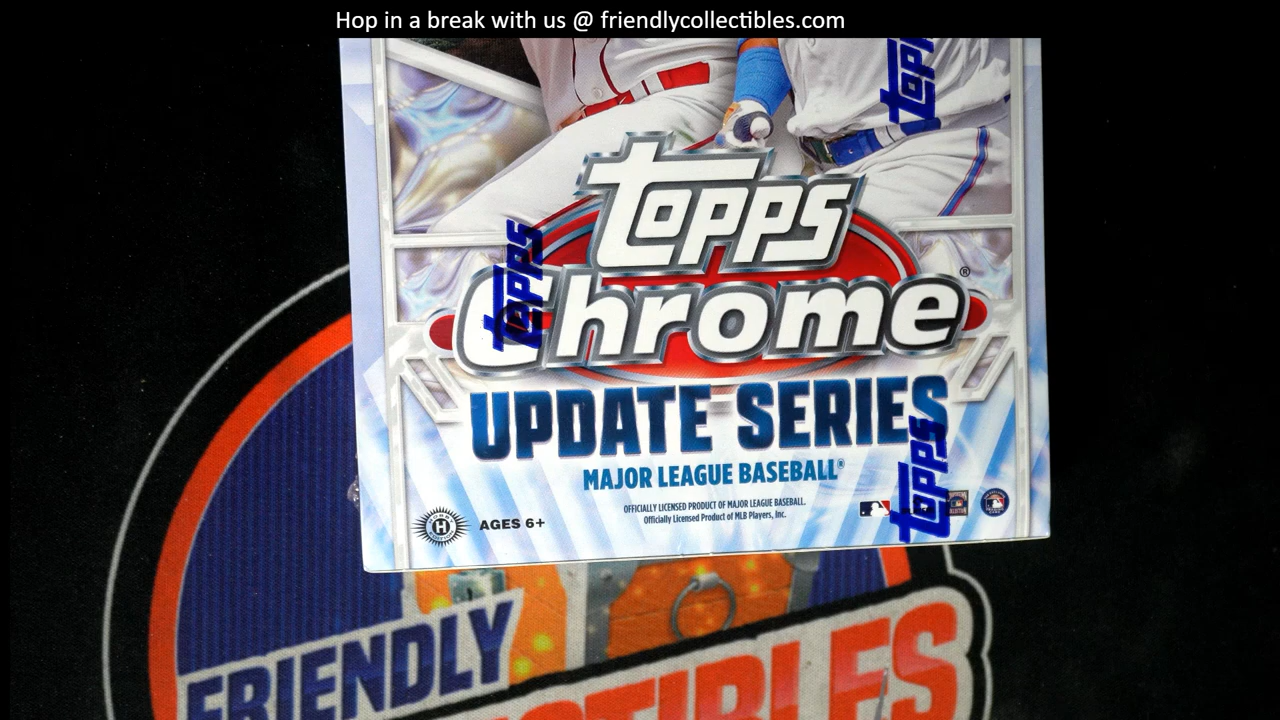 Hop in a break with us @ friendlycollectibles.com
TOPPS
TOPPS
Chrome®
TOPPS
UPDATE SERIES
TOPPS
MAJOR LEAGUE BASEBALL®
OFFICIALLY LICENSED PRODUCT OF MAJOR LEAGUE BASEBALL.
Officially Licensed Product of MLB Players, Inc.
H
AGES 6+
FRIENDLY